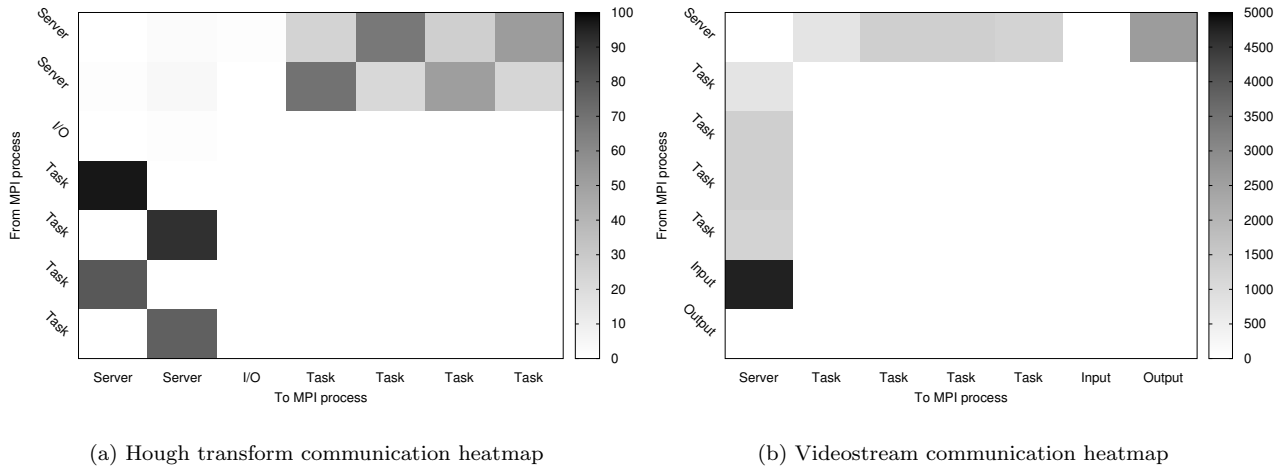 From MPI process
Server
Server
I/O
Task
Task
Task
Task
Server Server I/O Task Task Task Task
To MPI process
100
90
80
70
60
50
40
30
20
10
0
(a) Hough transform communication heatmap
From MPI process
Server
Task
Task
Task
Task
Input
Output
Server Task Task Task Task Input Output
To MPI process
5000
4500
4000
3500
3000
2500
2000
1500
1000
500
0
(b) Videostream communication heatmap